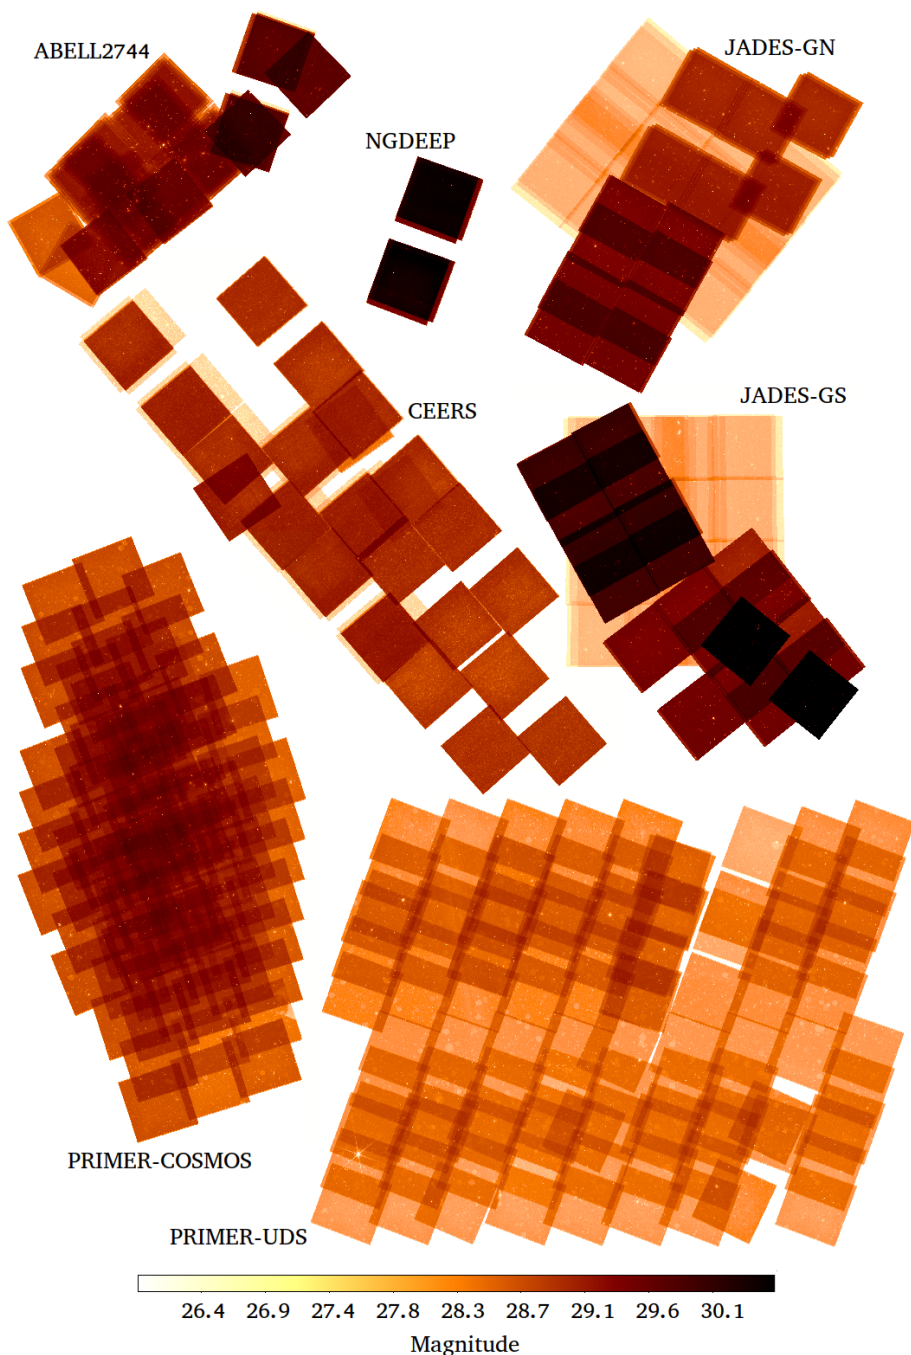 ABELL2744
JADES-GN
NGDEEP
CEERS
JADES-GS
PRIMER-COSMOS
PRIMER-UDS
26.4 26.9 27.4 27.8 28.3 28.7 29.1 29.6 30.1
Magnitude